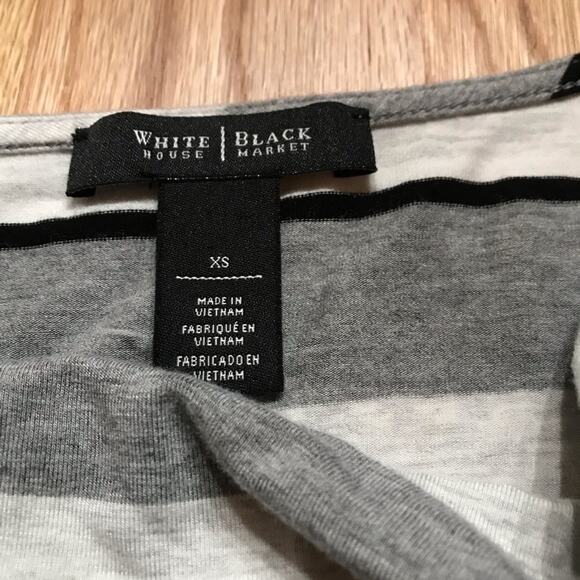 WHITE | BLACK
HOUSE | MARKET
XS
MADE IN
VIETNAM
FABRIQUÉ EN
VIETNAM
FABRICADO EN
VIETNAM